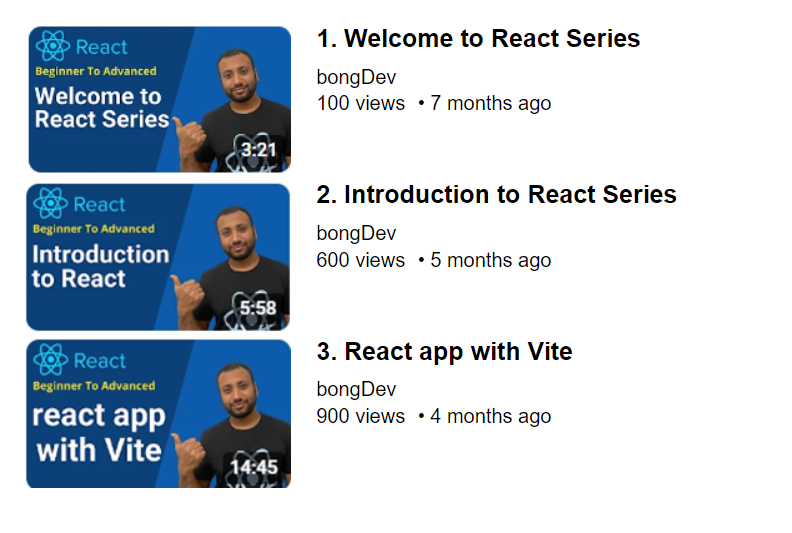 React
Beginner To Advanced
Welcome to
React Series
3:21
1. Welcome to React Series
bongDev
100 views • 7 months ago
React
Beginner To Advanced
Introduction
to React
5:58
2. Introduction to React Series
bongDev
600 views • 5 months ago
React
Beginner To Advanced
react app
with Vite
14:45
3. React app with Vite
bongDev
900 views • 4 months ago